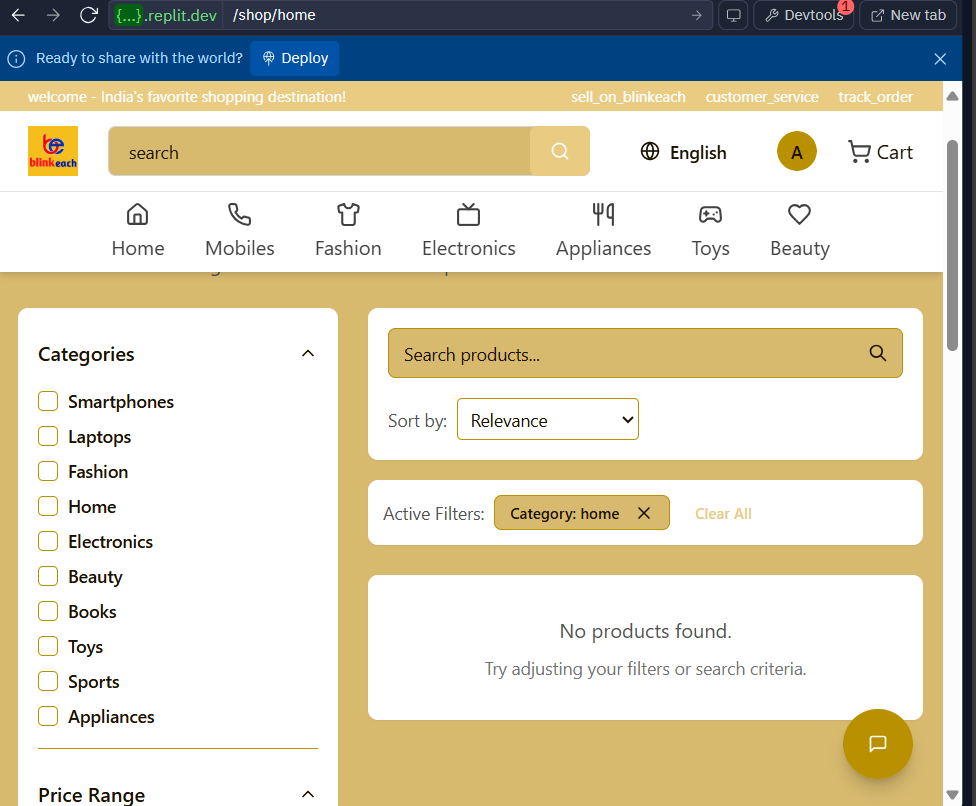 {...}.replit.dev /shop/home Devtools 1 New tab
Ready to share with the world? Deploy
welcome - India's favorite shopping destination! sell_on_blinkeach customer_service track_order
be
blinkeach
search
English
A
Cart
Home Mobiles Fashion Electronics Appliances Toys Beauty
Categories
Smartphones
Laptops
Fashion
Home
Electronics
Beauty
Books
Toys
Sports
Appliances
Price Range
Search products...
Sort by: Relevance
Active Filters: Category: home Clear All
No products found.
Try adjusting your filters or search criteria.